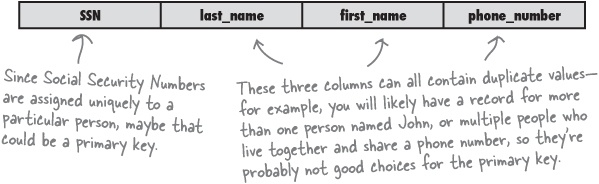 SSN last_name first_name phone_number
Since Social Security Numbers
are assigned uniquely to a
particular person, maybe that
could be a primary key.
These three columns can all contain duplicate values—
for example, you will likely have a record for more
than one person named John, or multiple people who
live together and share a phone number, so they're
probably not good choices for the primary key.